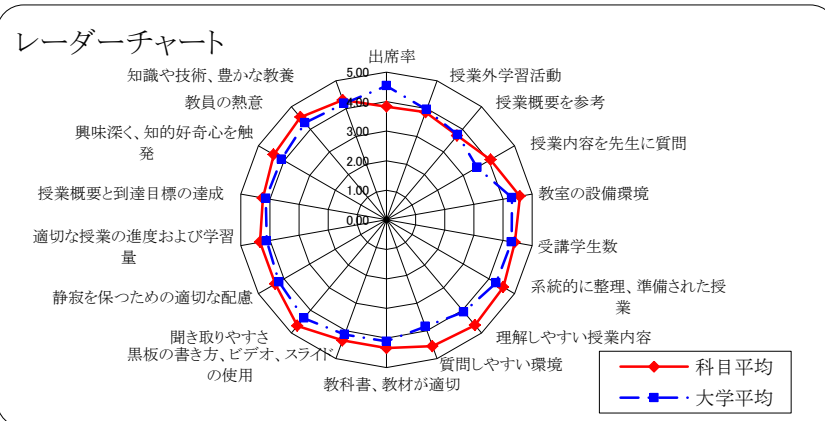 レーダーチャート
出席率
授業外学習活動
授業概要を参考
授業内容を先生に質問
教室の設備環境
受講学生数
系統的に整理、準備された授
業
理解しやすい授業内容
質問しやすい環境
教科書、教材が適切
黒板の書き方、ビデオ、スライド
の使用
聞き取りやすさ
静寂を保つための適切な配慮
適切な授業の進度および学習
量
授業概要と到達目標の達成
興味深く、知的好奇心を触
発
教員の熱意
知識や技術、豊かな教養
5.00
4.00
3.00
2.00
1.00
0.00
科目平均
大学平均